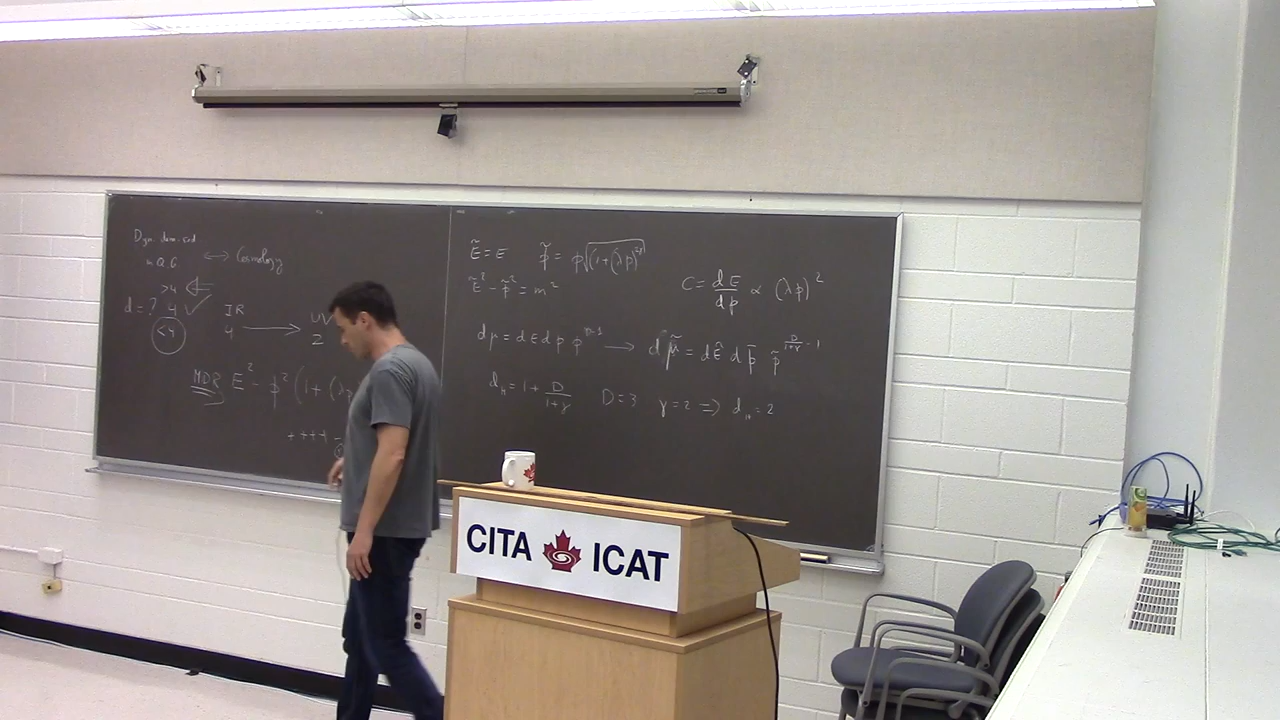 Dyn. dim. red
in Q.G ⟷ Cosmology
>4 ⇐
d = ? 4 ✓ IR UV
<4 4 ⟶ 2
MDR E² - p² (1 + (λp
++++ -
Ẽ = E p̃ = p√(1+(λp)^{2γ})
Ẽ² - p̃² = m²
C = dE/dp ∝ (λp)²
dμ = dE dp p^{D-1} ⟶ dμ̃ = dẼ dp̃ p̃^{D/(1+γ) - 1}
d_H = 1 + D/(1+γ) D=3 γ=2 ⇒ d_H = 2
CITA ICAT